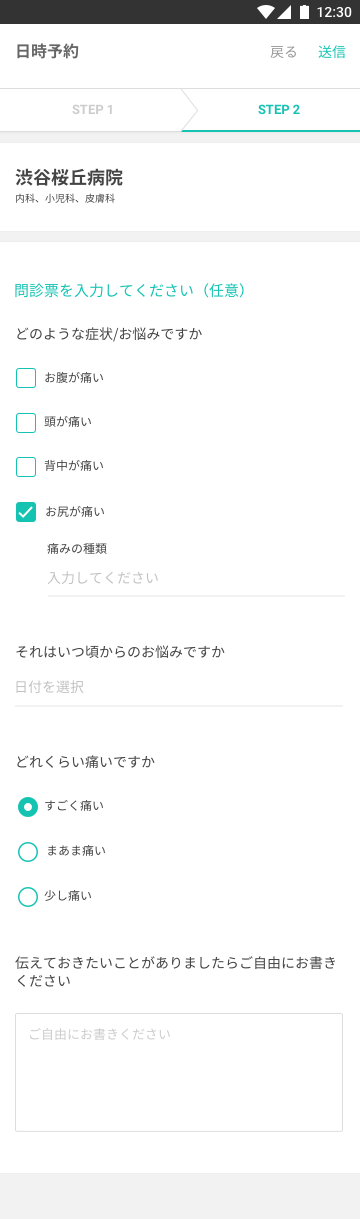 12:30
日時予約 戻る 送信
STEP 1 STEP 2
渋谷桜丘病院
内科、小児科、皮膚科
問診票を入力してください（任意）
どのような症状/お悩みですか
お腹が痛い
頭が痛い
背中が痛い
お尻が痛い
痛みの種類
入力してください
それはいつ頃からのお悩みですか
日付を選択
どれくらい痛いですか
すごく痛い
まあま痛い
少し痛い
伝えておきたいことがありましたらご自由にお書き
ください
ご自由にお書きください